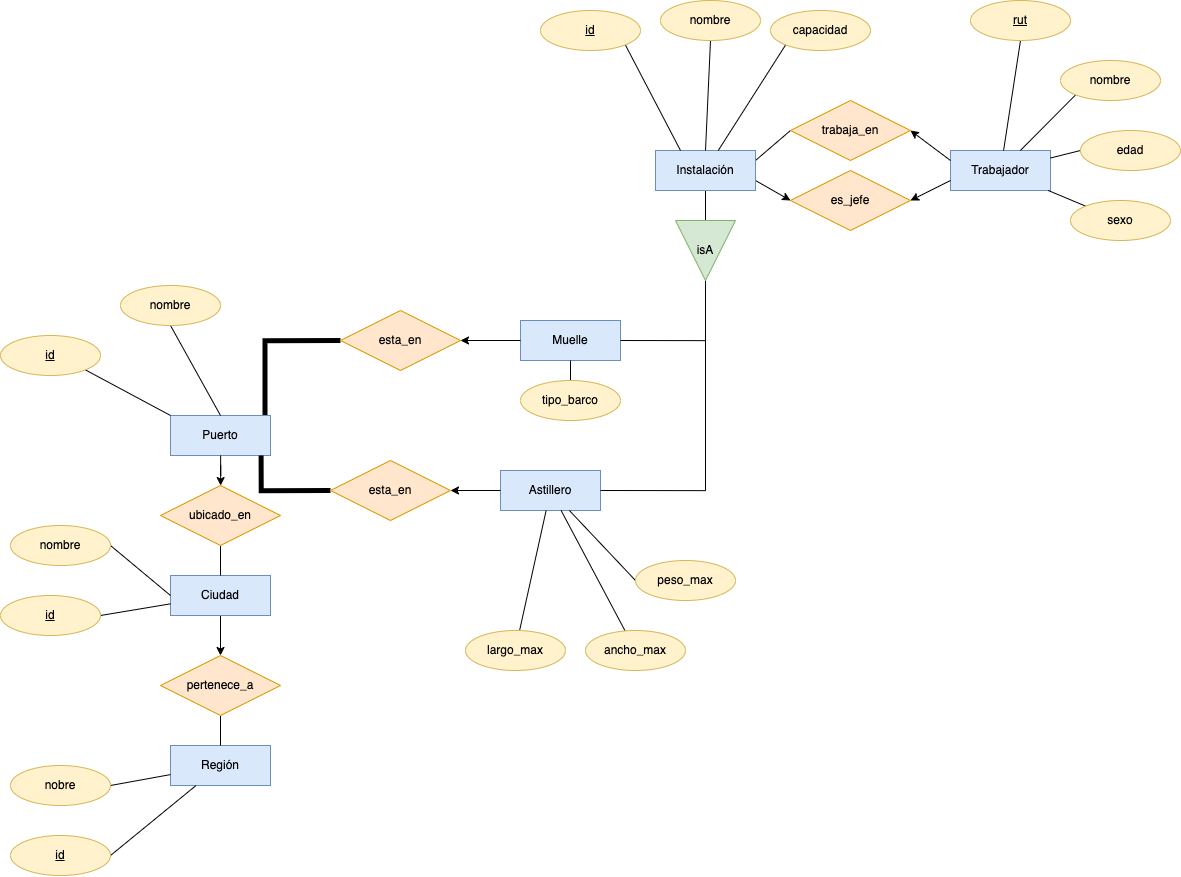 id
nombre
capacidad
rut
nombre
trabaja_en
edad
Instalación
Trabajador
es_jefe
sexo
isA
nombre
id
esta_en
Muelle
tipo_barco
Puerto
esta_en
Astillero
ubicado_en
nombre
id
Ciudad
peso_max
largo_max
ancho_max
pertenece_a
Región
nobre
id